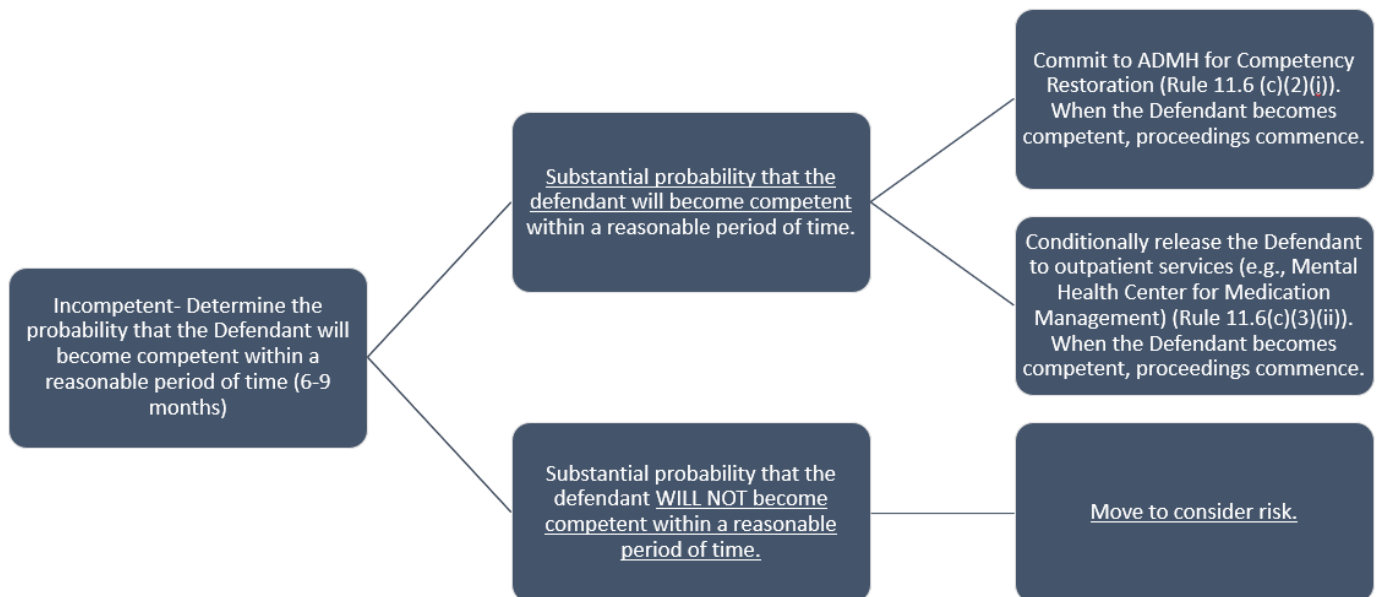 Incompetent- Determine the
probability that the Defendant will
become competent within a
reasonable period of time (6-9
months)
Substantial probability that the
defendant will become competent
within a reasonable period of time.
Commit to ADMH for Competency
Restoration (Rule 11.6 (c)(2)(i)).
When the Defendant becomes
competent, proceedings commence.
Conditionally release the Defendant
to outpatient services (e.g., Mental
Health Center for Medication
Management) (Rule 11.6(c)(3)(ii)).
When the Defendant becomes
competent, proceedings commence.
Substantial probability that the
defendant WILL NOT become
competent within a reasonable
period of time.
Move to consider risk.